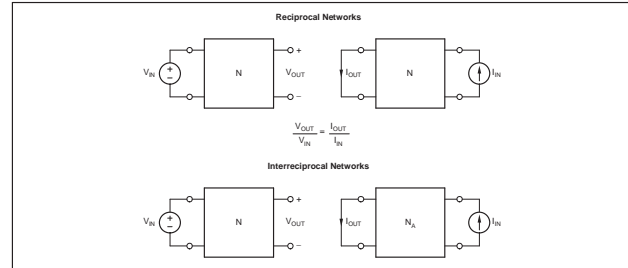 Reciprocal Networks
V_IN + − N + V_OUT − I_OUT N I_IN
V_OUT / V_IN = I_OUT / I_IN
Interreciprocal Networks
V_IN + − N + V_OUT − I_OUT N_A I_IN